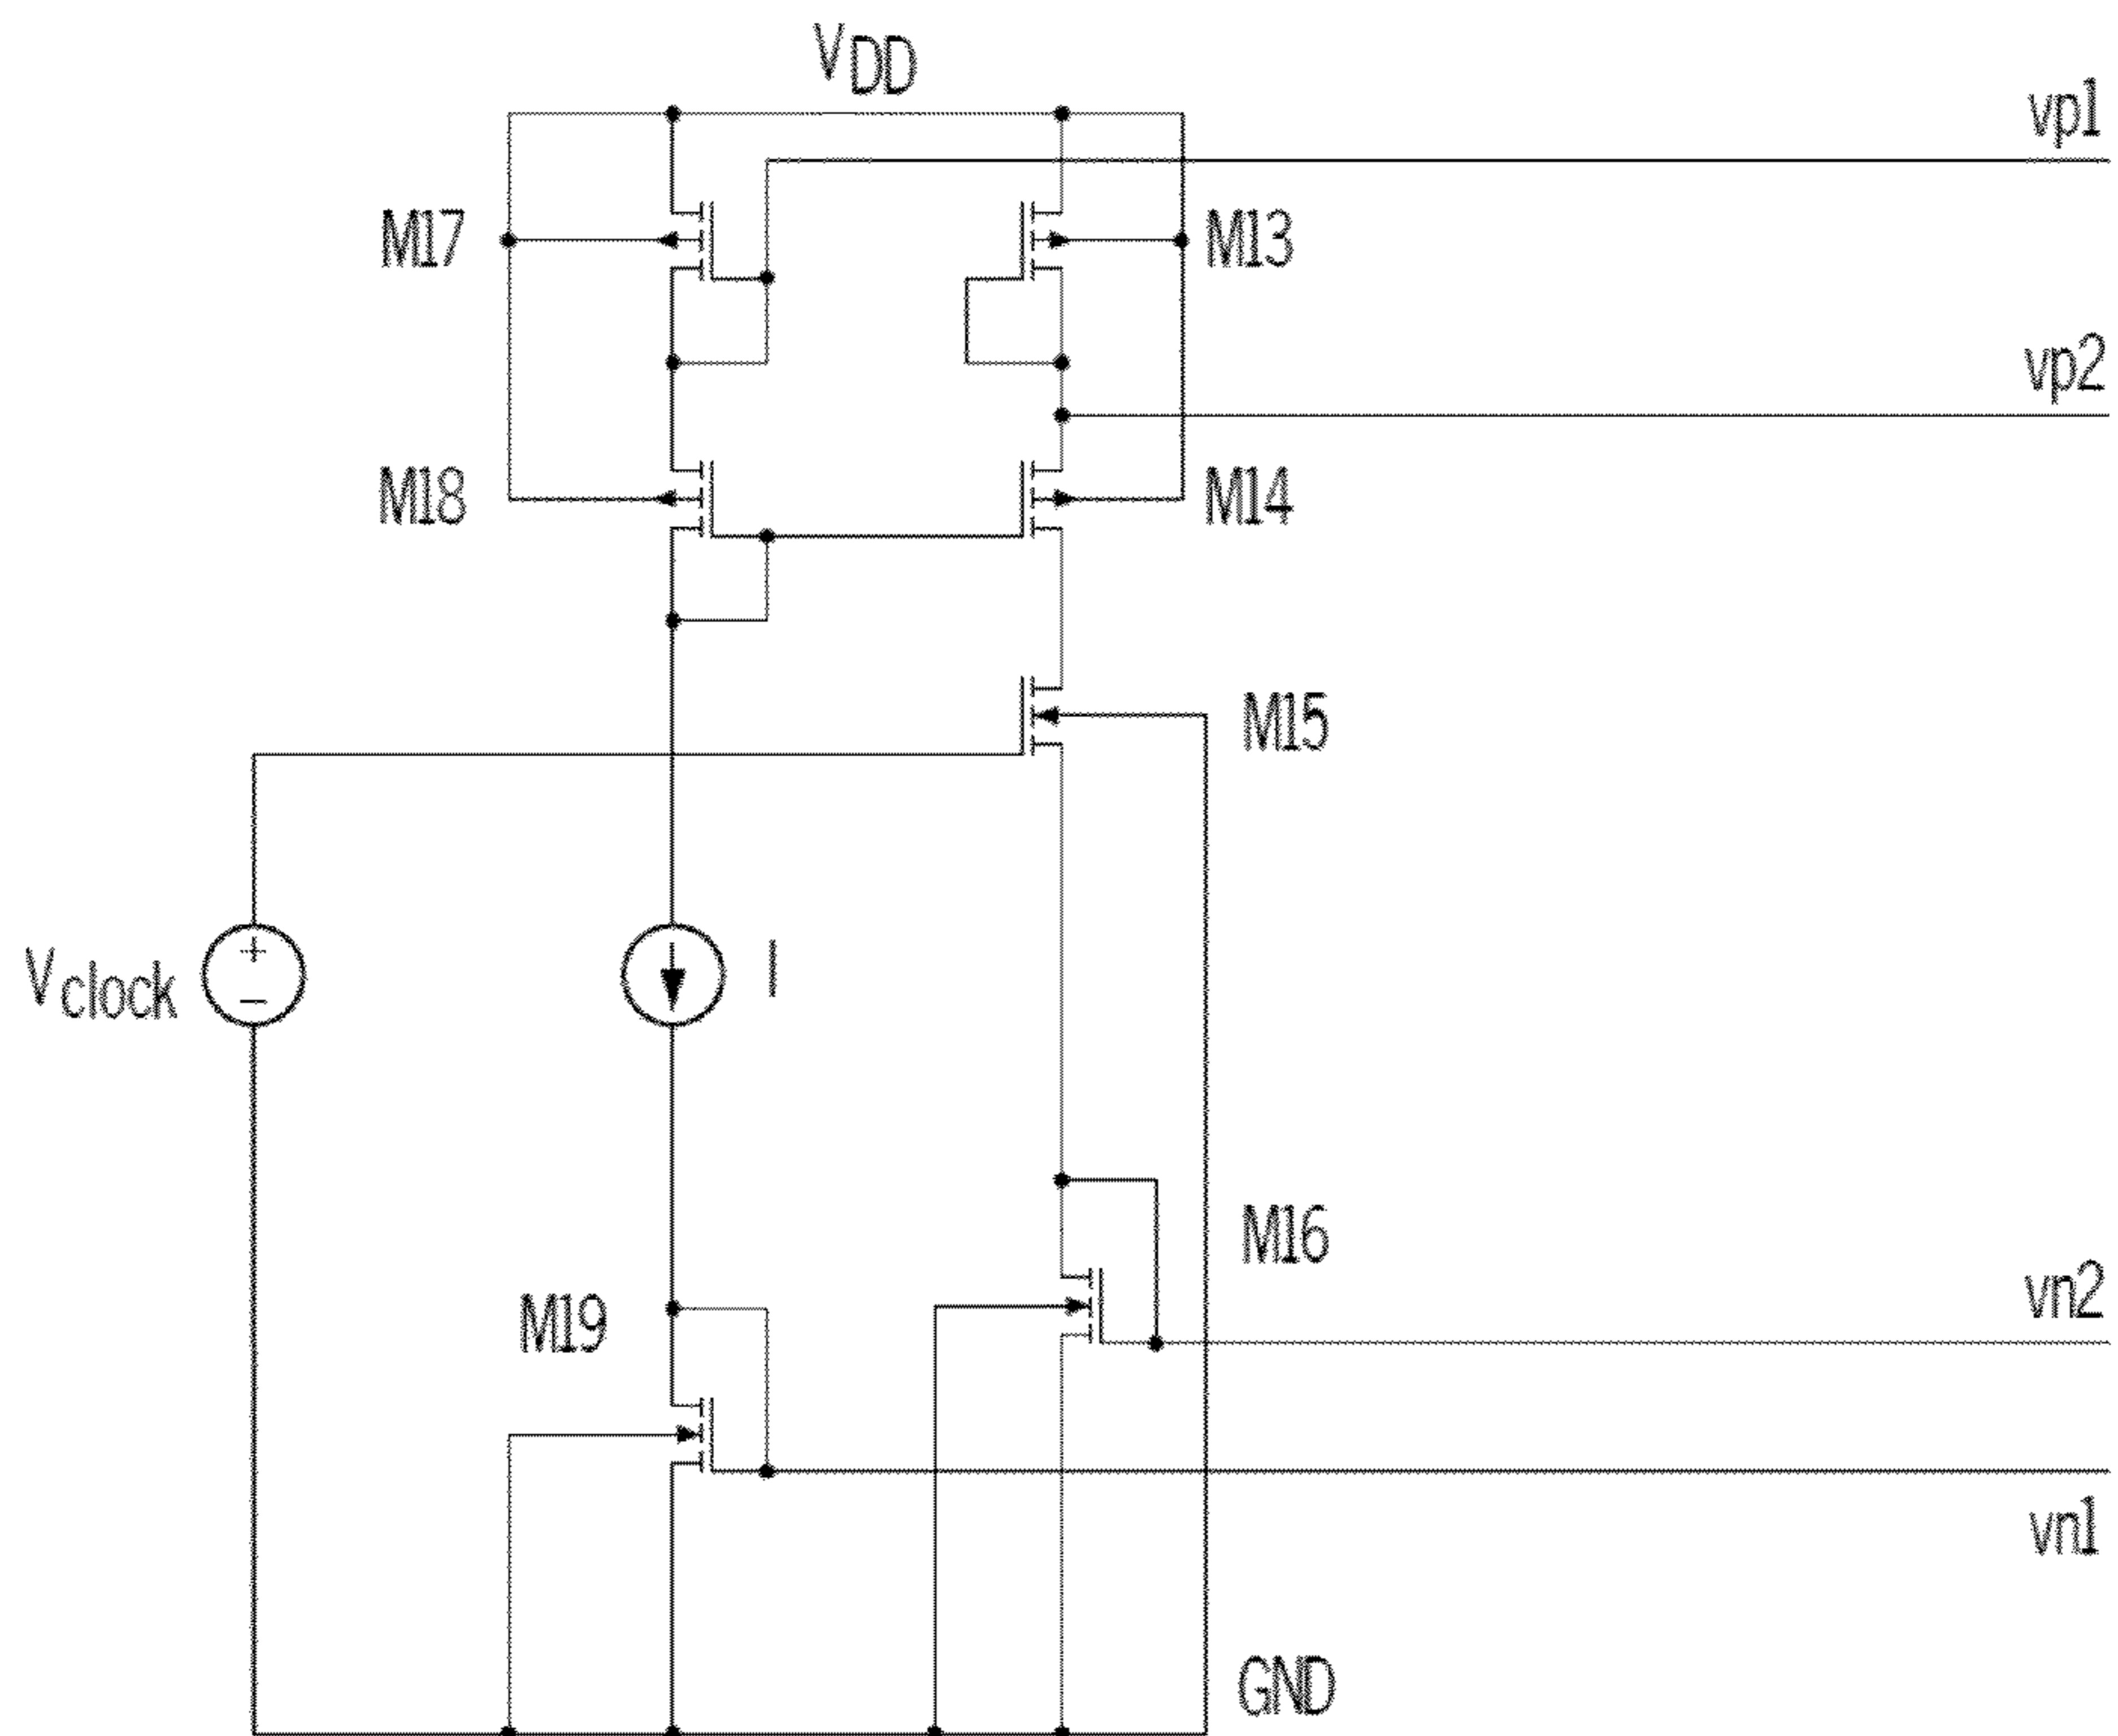 VDD
vp1
M17
M13
vp2
M18
M14
M15
Vclock
+
−
I
M16
M19
vn2
vn1
GND